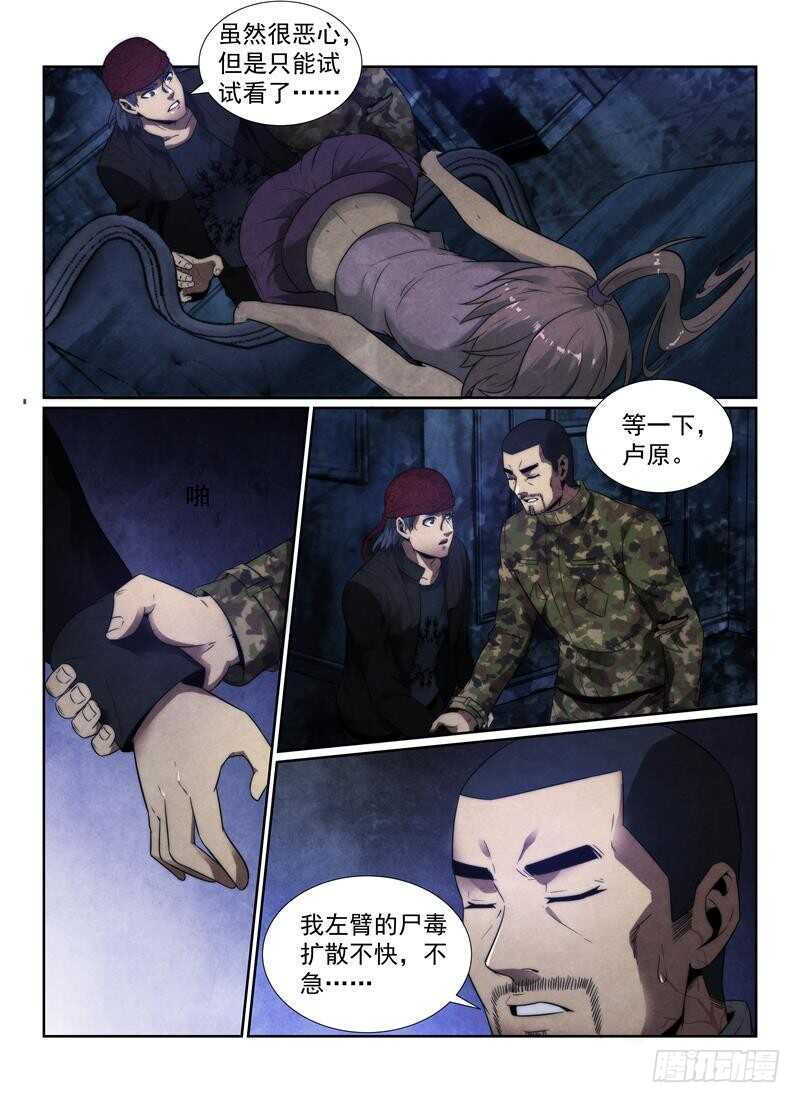 虽然很恶心，
但是只能试
试看了……
啪
等一下，
卢原。
我左臂的尸毒
扩散不快，不
急……
腾讯动漫